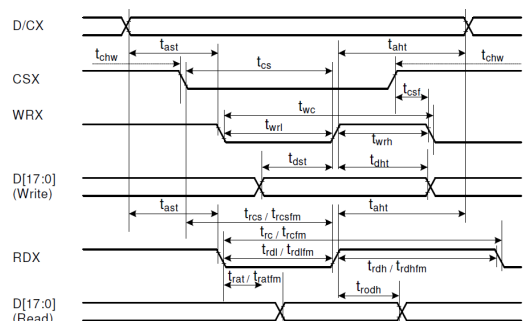 D/CX
tast taht
tchw tcs tchw
CSX
tcsf
WRX twc
twrl twrh
tdst tdht
D[17:0]
(Write)
tast trcs / trcsfm taht
trc / trcfm
RDX trdl / trdlfm
trdh / trdhfm
trat / tratfm
trodh
D[17:0]
(Read)